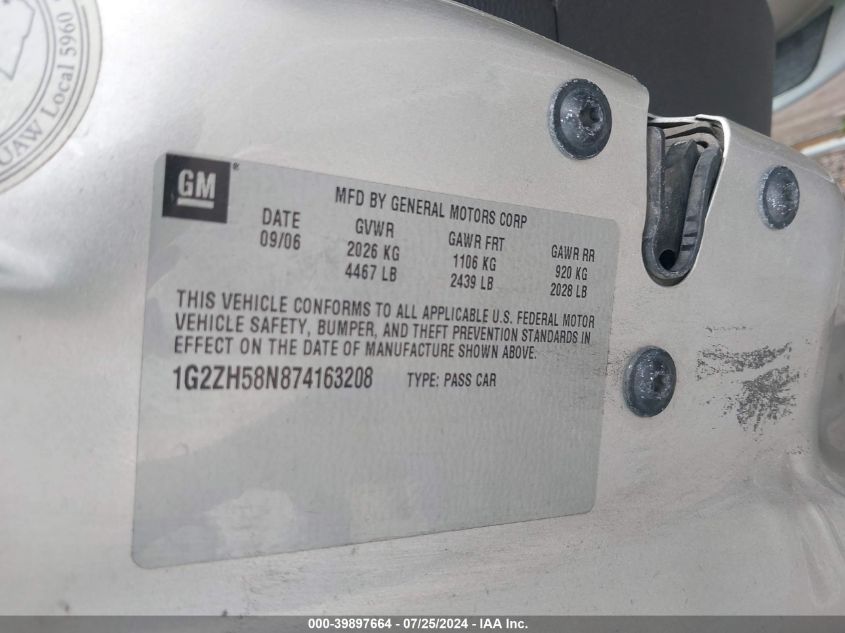 UAW Local 5960
GM
MFD BY GENERAL MOTORS CORP
DATE GVWR GAWR FRT GAWR RR
09/06 2026 KG 1106 KG 920 KG
4467 LB 2439 LB 2028 LB
THIS VEHICLE CONFORMS TO ALL APPLICABLE U.S. FEDERAL MOTOR
VEHICLE SAFETY, BUMPER, AND THEFT PREVENTION STANDARDS IN
EFFECT ON THE DATE OF MANUFACTURE SHOWN ABOVE.
1G2ZH58N874163208 TYPE: PASS CAR
000-39897664 - 07/25/2024 - IAA Inc.